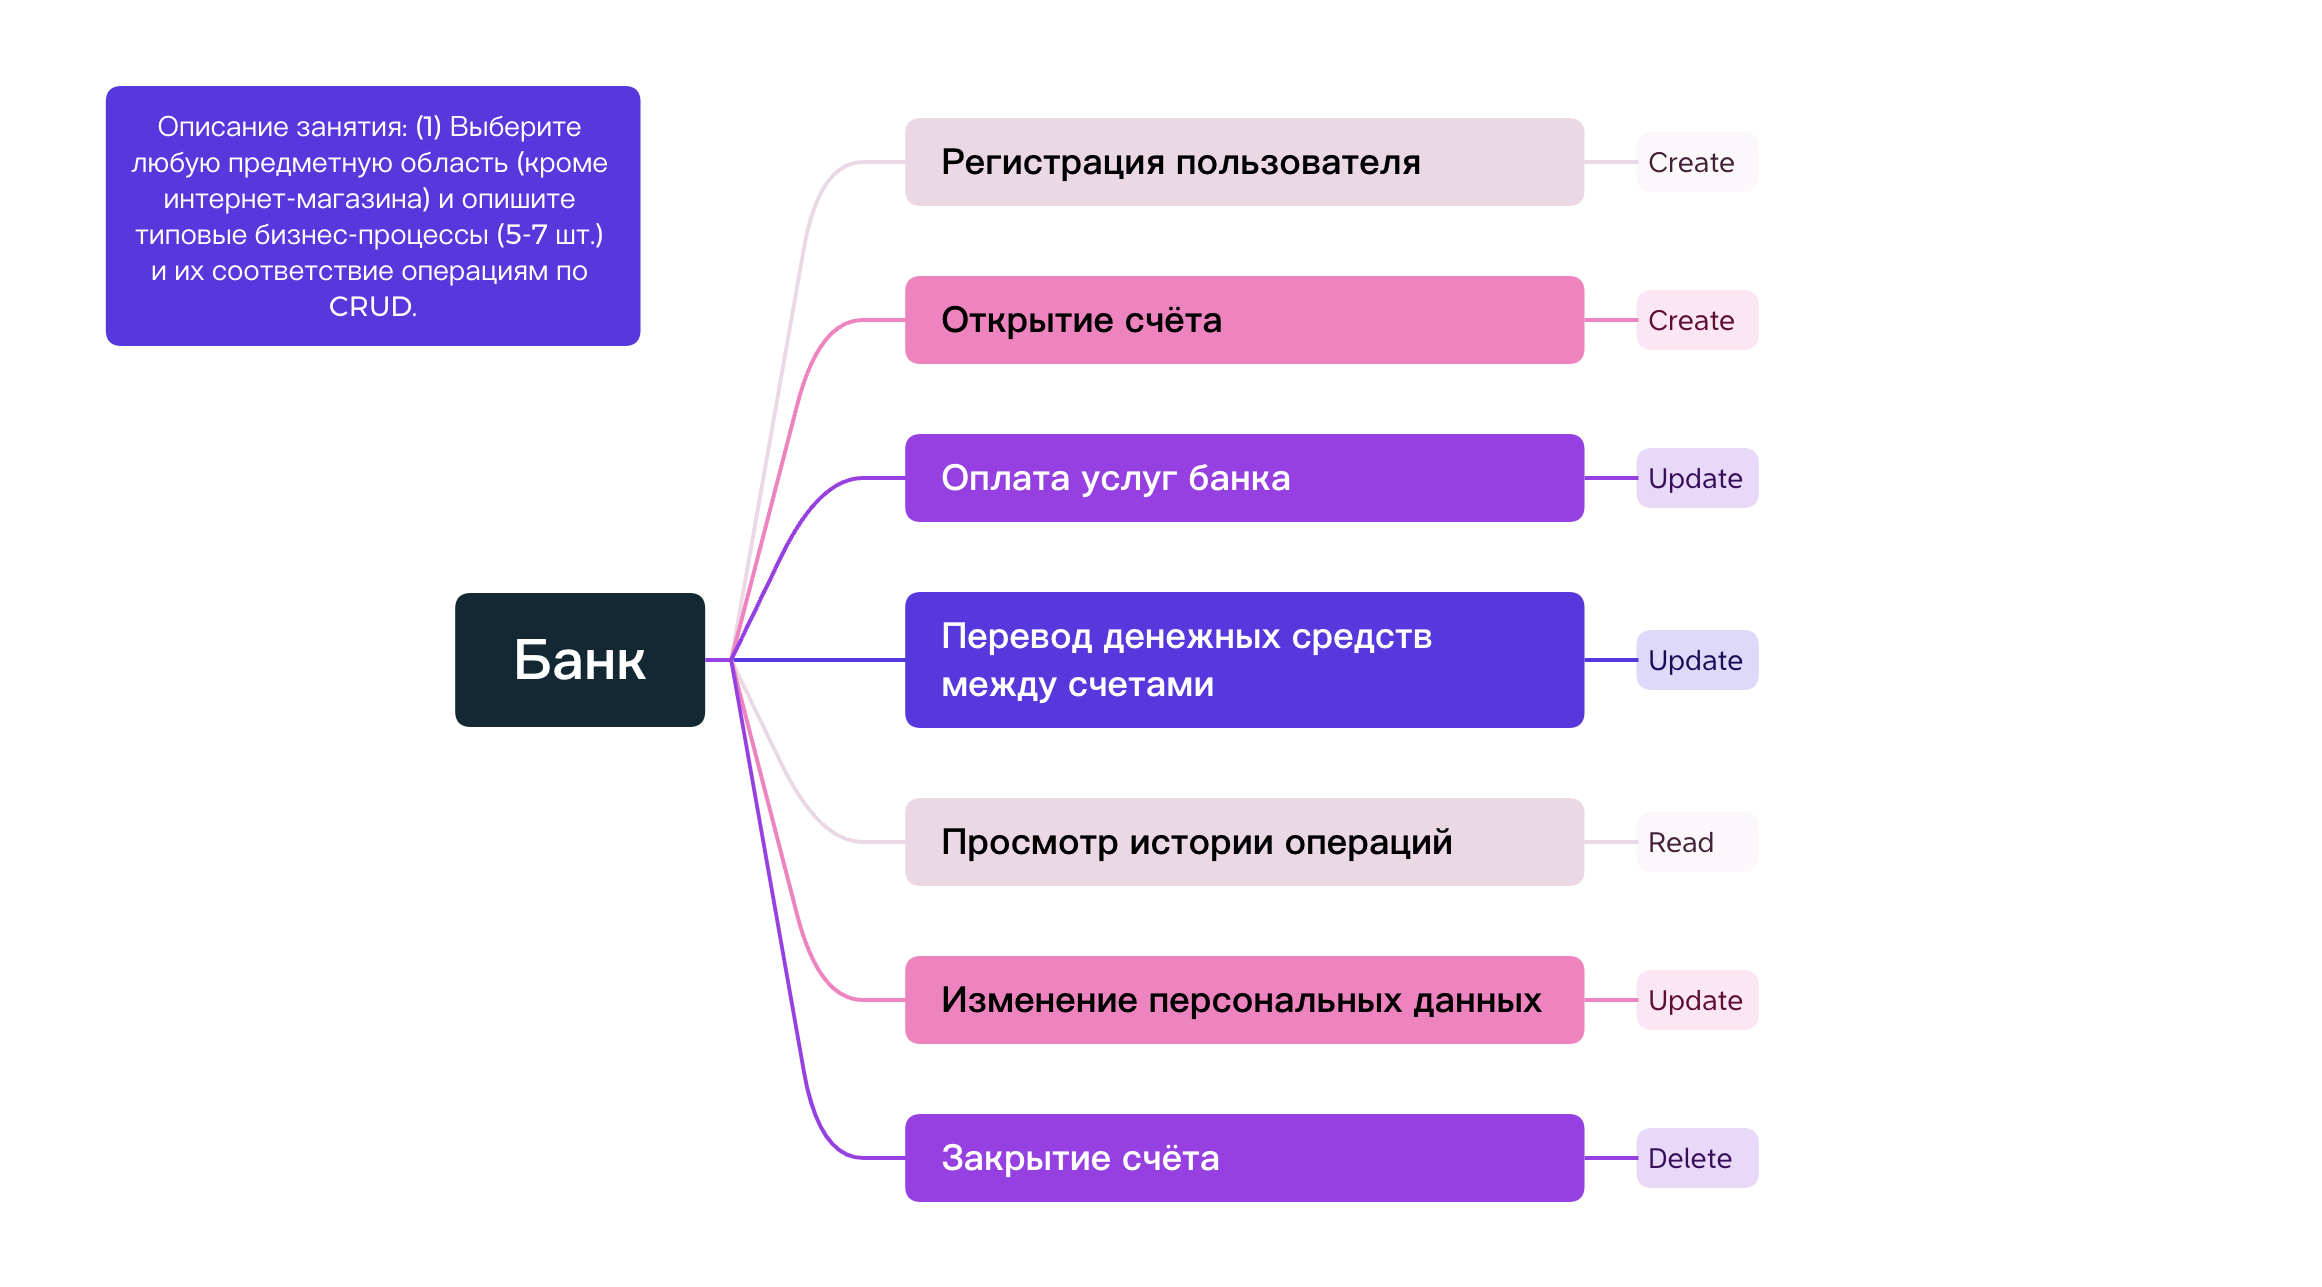 Описание занятия: (1) Выберите
любую предметную область (кроме
интернет-магазина) и опишите
типовые бизнес-процессы (5-7 шт.)
и их соответствие операциям по
CRUD.
Банк
Регистрация пользователя
Create
Открытие счёта
Create
Оплата услуг банка
Update
Перевод денежных средств
между счетами
Update
Просмотр истории операций
Read
Изменение персональных данных
Update
Закрытие счёта
Delete